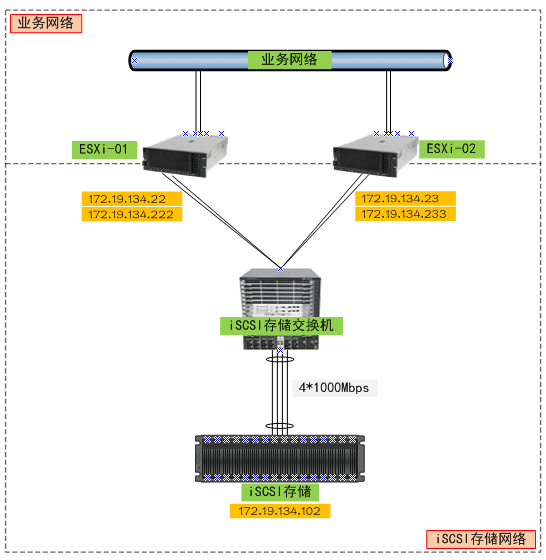 业务网络
业务网络
ESXi-01
ESXi-02
172.19.134.22
172.19.134.222
172.19.134.23
172.19.134.233
iSCSI存储交换机
4*1000Mbps
iSCSI存储
172.19.134.102
iSCSI存储网络